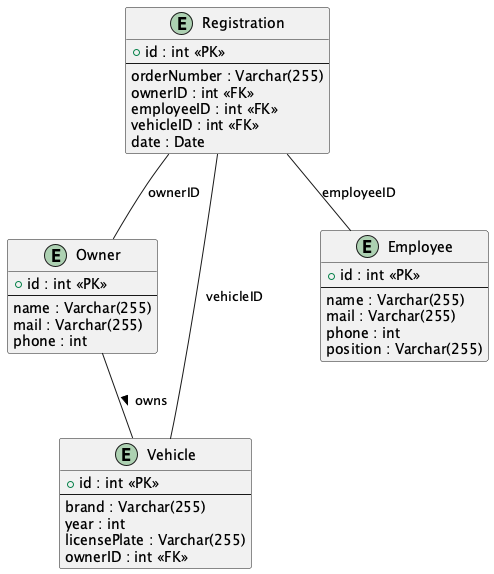 E Registration
id : int «PK»
orderNumber : Varchar(255)
ownerID : int «FK»
employeeID : int «FK»
vehicleID : int «FK»
date : Date
ownerID
employeeID
E Owner
id : int «PK»
name : Varchar(255)
mail : Varchar(255)
phone : int
E Employee
id : int «PK»
name : Varchar(255)
mail : Varchar(255)
phone : int
position : Varchar(255)
vehicleID
owns
E Vehicle
id : int «PK»
brand : Varchar(255)
year : int
licensePlate : Varchar(255)
ownerID : int «FK»